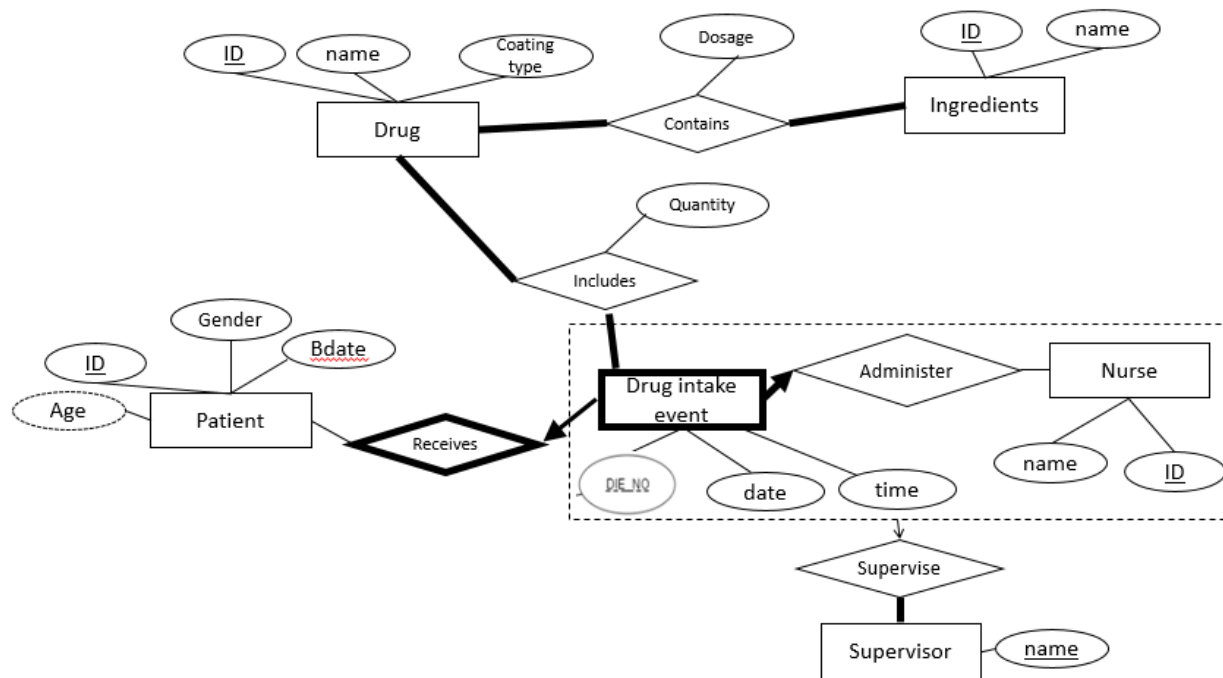 ID
name
Coating
type
Dosage
ID
name
Drug
Contains
Ingredients
Quantity
Includes
Gender
ID
Bdate
Age
Patient
Receives
Drug intake
event
Administer
Nurse
DIE_NO
date
time
name
ID
Supervise
Supervisor
name